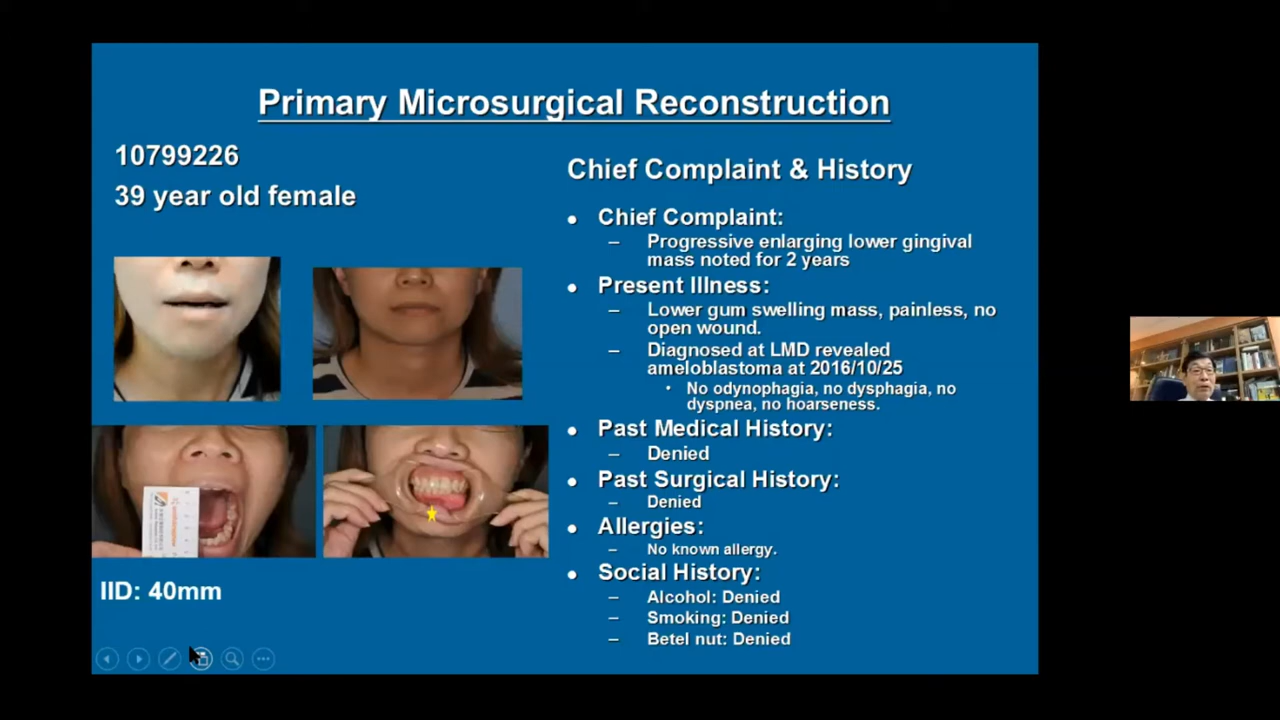 Primary Microsurgical Reconstruction
10799226
39 year old female
IID: 40mm
Chief Complaint & History
• Chief Complaint:
– Progressive enlarging lower gingival
mass noted for 2 years
• Present Illness:
– Lower gum swelling mass, painless, no
open wound.
– Diagnosed at LMD revealed
ameloblastoma at 2016/10/25
• No odynophagia, no dysphagia, no
dyspnea, no hoarseness.
• Past Medical History:
– Denied
• Past Surgical History:
– Denied
• Allergies:
– No known allergy.
• Social History:
– Alcohol: Denied
– Smoking: Denied
– Betel nut: Denied